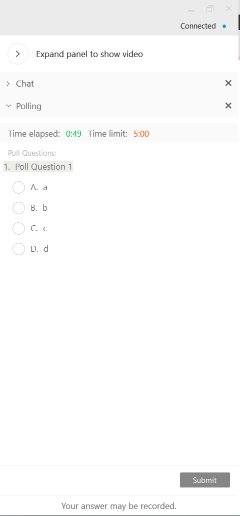 Connected
Expand panel to show video
Chat
Polling
Time elapsed: 0:49 Time limit: 5:00
Poll Questions:
1. Poll Question 1
A. a
B. b
C. c
D. d
Submit
Your answer may be recorded.